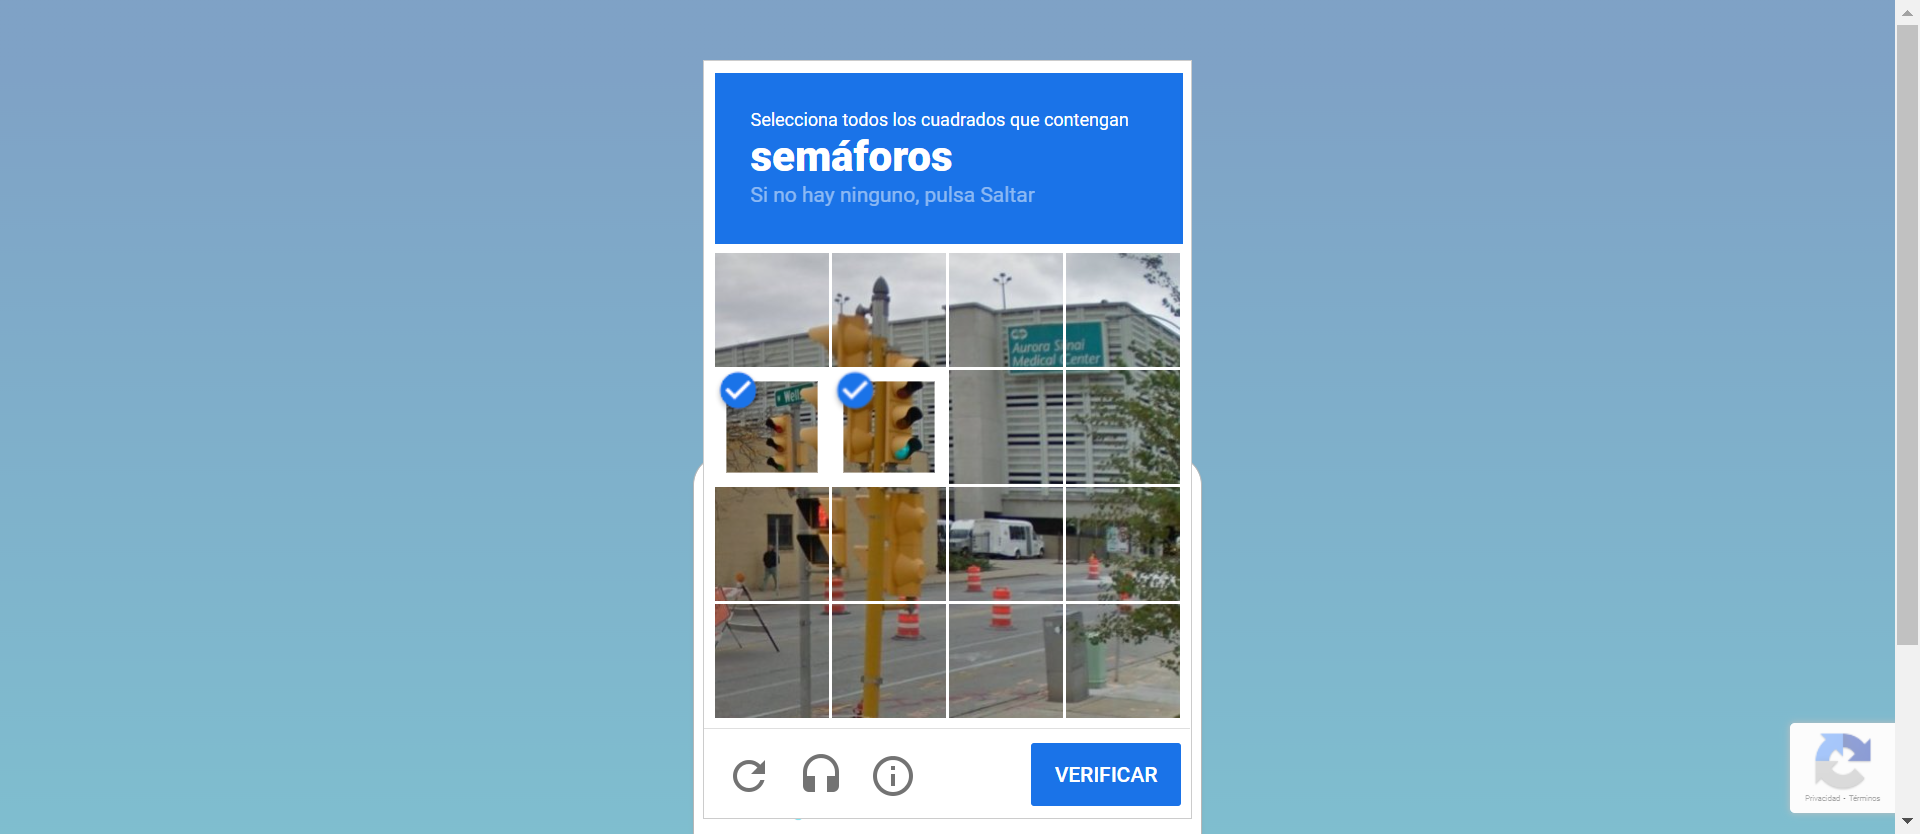 Selecciona todos los cuadrados que contengan
semáforos
Si no hay ninguno, pulsa Saltar
Aurora Sinai
Medical Center
W Well
VERIFICAR
Privacidad - Términos